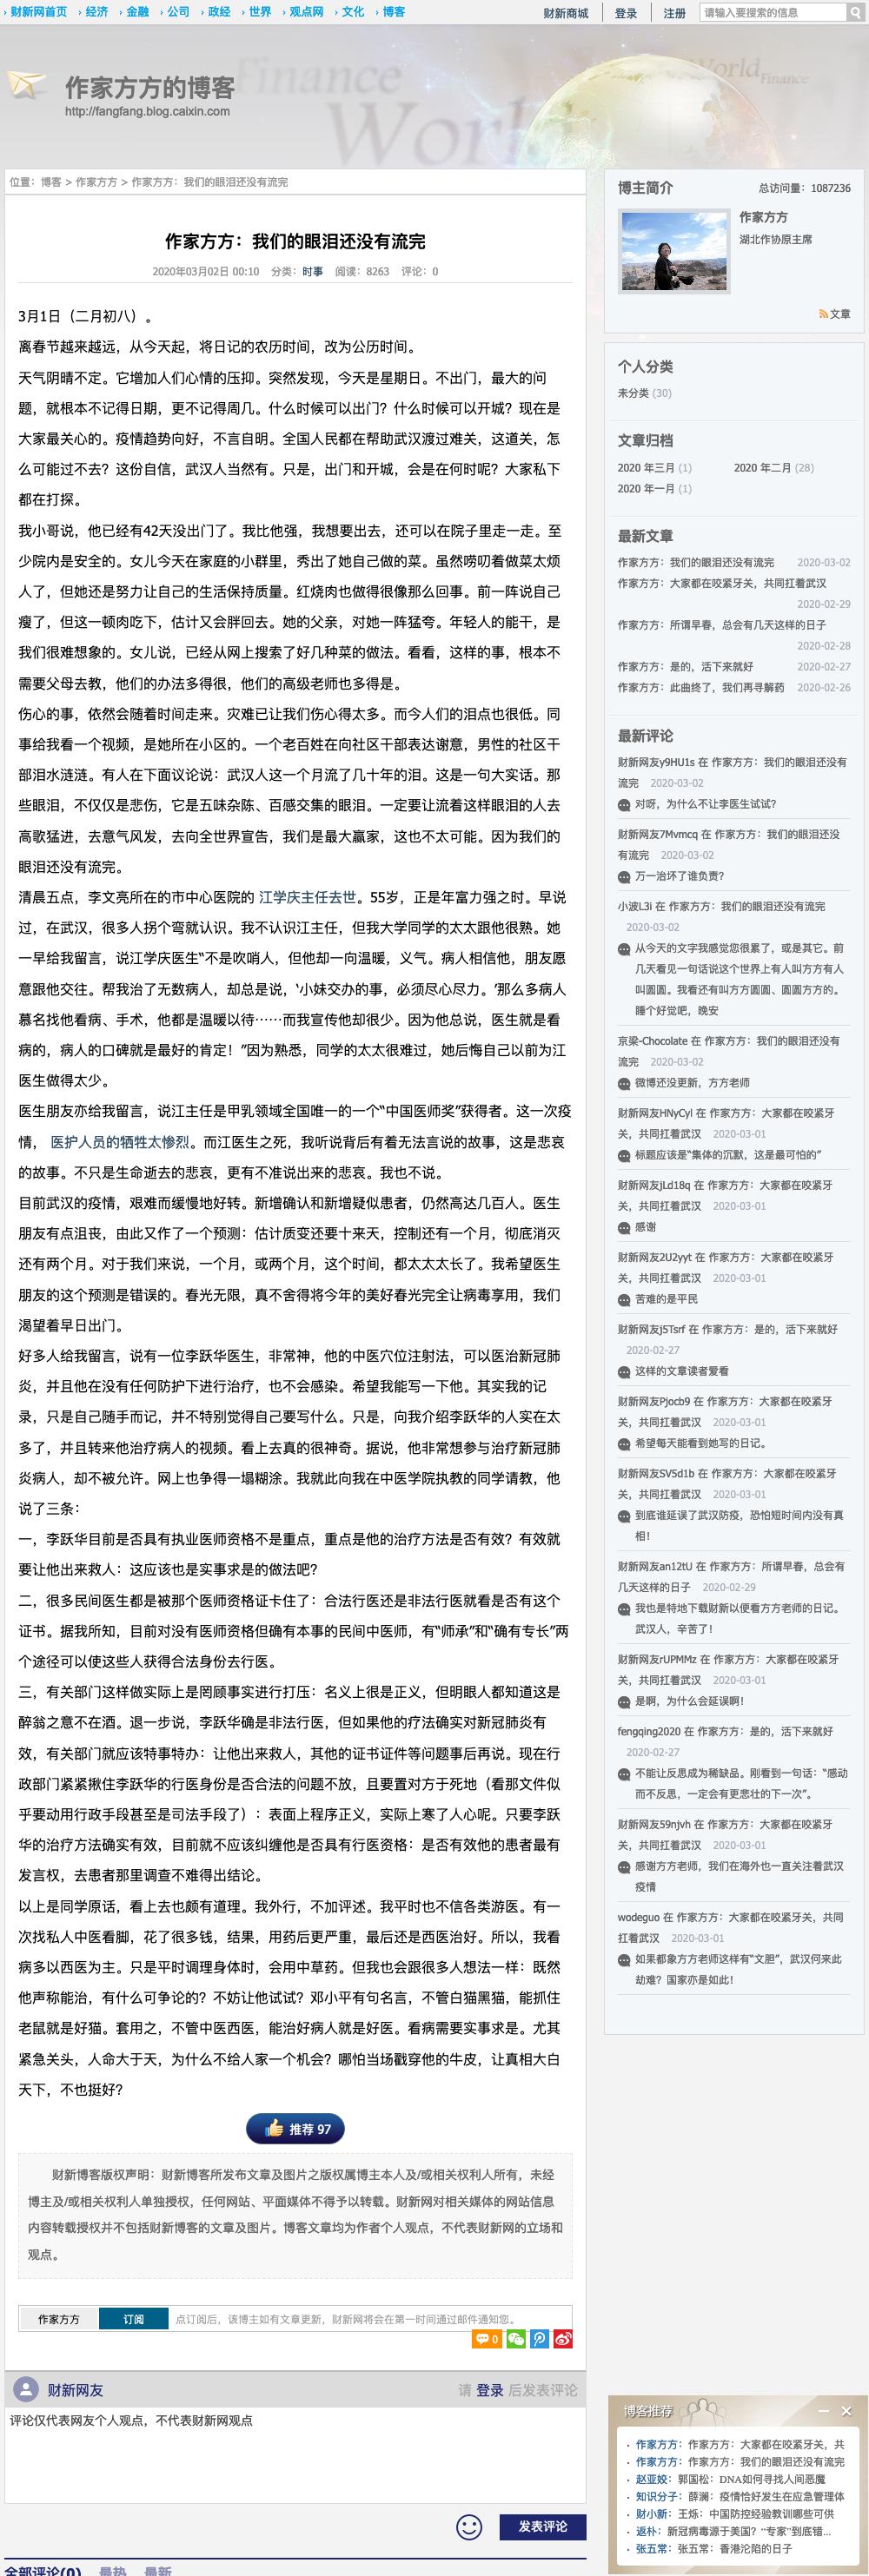 财新网首页 经济 金融 公司 政经 世界 观点网 文化 博客
财新商城 登录 注册 请输入要搜索的信息
作家方方的博客
http://fangfang.blog.caixin.com
位置：博客 > 作家方方 > 作家方方：我们的眼泪还没有流完
作家方方：我们的眼泪还没有流完
2020年03月02日 00:10 分类：时事 阅读：8263 评论：0
3月1日（二月初八）。
离春节越来越远，从今天起，将日记的农历时间，改为公历时间。
天气阴晴不定。它增加人们心情的压抑。突然发现，今天是星期日。不出门，最大的问
题，就根本不记得日期，更不记得周几。什么时候可以出门？什么时候可以开城？现在是
大家最关心的。疫情趋势向好，不言自明。全国人民都在帮助武汉渡过难关，这道关，怎
么可能过不去？这份自信，武汉人当然有。只是，出门和开城，会是在何时呢？大家私下
都在打探。
我小哥说，他已经有42天没出门了。我比他强，我想要出去，还可以在院子里走一走。至
少院内是安全的。女儿今天在家庭的小群里，秀出了她自己做的菜。虽然唠叨着做菜太烦
人了，但她还是努力让自己的生活保持质量。红烧肉也做得很像那么回事。前一阵说自己
瘦了，但这一顿肉吃下，估计又会胖回去。她的父亲，对她一阵猛夸。年轻人的能干，是
我们很难想象的。女儿说，已经从网上搜索了好几种菜的做法。看看，这样的事，根本不
需要父母去教，他们的办法多得很，他们的高级老师也多得是。
伤心的事，依然会随着时间走来。灾难已让我们伤心得太多。而今人们的泪点也很低。同
事给我看一个视频，是她所在小区的。一个老百姓在向社区干部表达谢意，男性的社区干
部泪水涟涟。有人在下面议论说：武汉人这一个月流了几十年的泪。这是一句大实话。那
些眼泪，不仅仅是悲伤，它是五味杂陈、百感交集的眼泪。一定要让流着这样眼泪的人去
高歌猛进，去意气风发，去向全世界宣告，我们是最大赢家，这也不太可能。因为我们的
眼泪还没有流完。
清晨五点，李文亮所在的市中心医院的 江学庆主任去世。55岁，正是年富力强之时。早说
过，在武汉，很多人拐个弯就认识。我不认识江主任，但我大学同学的太太跟他很熟。她
一早给我留言，说江学庆医生“不是吹哨人，但他却一向温暖，义气。病人相信他，朋友愿
意跟他交往。帮我治了无数病人，却总是说，‘小妹交办的事，必须尽心尽力。’那么多病人
慕名找他看病、手术，他都是温暖以待……而我宣传他却很少。因为他总说，医生就是看
病的，病人的口碑就是最好的肯定！”因为熟悉，同学的太太很难过，她后悔自己以前为江
医生做得太少。
医生朋友亦给我留言，说江主任是甲乳领域全国唯一的一个“中国医师奖”获得者。这一次疫
情， 医护人员的牺牲太惨烈。而江医生之死，我听说背后有着无法言说的故事，这是悲哀
的故事。不只是生命逝去的悲哀，更有不准说出来的悲哀。我也不说。
目前武汉的疫情，艰难而缓慢地好转。新增确认和新增疑似患者，仍然高达几百人。医生
朋友有点沮丧，由此又作了一个预测：估计质变还要十来天，控制还有一个月，彻底消灭
还有两个月。对于我们来说，一个月，或两个月，这个时间，都太太太长了。我希望医生
朋友的这个预测是错误的。春光无限，真不舍得将今年的美好春光完全让病毒享用，我们
渴望着早日出门。
好多人给我留言，说有一位李跃华医生，非常神，他的中医穴位注射法，可以医治新冠肺
炎，并且他在没有任何防护下进行治疗，也不会感染。希望我能写一下他。其实我的记
录，只是自己随手而记，并不特别觉得自己要写什么。只是，向我介绍李跃华的人实在太
多了，并且转来他治疗病人的视频。看上去真的很神奇。据说，他非常想参与治疗新冠肺
炎病人，却不被允许。网上也争得一塌糊涂。我就此向我在中医学院执教的同学请教，他
说了三条：
一，李跃华目前是否具有执业医师资格不是重点，重点是他的治疗方法是否有效？有效就
要让他出来救人：这应该也是实事求是的做法吧？
二，很多民间医生都是被那个医师资格证卡住了：合法行医还是非法行医就看是否有这个
证书。据我所知，目前对没有医师资格但确有本事的民间中医师，有“师承”和“确有专长”两
个途径可以使这些人获得合法身份去行医。
三，有关部门这样做实际上是罔顾事实进行打压：名义上很是正义，但明眼人都知道这是
醉翁之意不在酒。退一步说，李跃华确是非法行医，但如果他的疗法确实对新冠肺炎有
效，有关部门就应该特事特办：让他出来救人，其他的证书证件等问题事后再说。现在行
政部门紧紧揪住李跃华的行医身份是否合法的问题不放，且要置对方于死地（看那文件似
乎要动用行政手段甚至是司法手段了）：表面上程序正义，实际上寒了人心呢。只要李跃
华的治疗方法确实有效，目前就不应该纠缠他是否具有行医资格：是否有效他的患者最有
发言权，去患者那里调查不难得出结论。
以上是同学原话，看上去也颇有道理。我外行，不加评述。我平时也不信各类游医。有一
次找私人中医看脚，花了很多钱，结果，用药后更严重，最后还是西医治好。所以，我看
病多以西医为主。只是平时调理身体时，会用中草药。但我也会跟很多人想法一样：既然
他声称能治，有什么可争论的？不妨让他试试？邓小平有句名言，不管白猫黑猫，能抓住
老鼠就是好猫。套用之，不管中医西医，能治好病人就是好医。看病需要实事求是。尤其
紧急关头，人命大于天，为什么不给人家一个机会？哪怕当场戳穿他的牛皮，让真相大白
天下，不也挺好？
推荐 97
财新博客版权声明：财新博客所发布文章及图片之版权属博主本人及/或相关权利人所有，未经
博主及/或相关权利人单独授权，任何网站、平面媒体不得予以转载。财新网对相关媒体的网站信息
内容转载授权并不包括财新博客的文章及图片。博客文章均为作者个人观点，不代表财新网的立场和
观点。
作家方方 订阅 点订阅后，该博主如有文章更新，财新网将会在第一时间通过邮件通知您。
0
财新网友 请 登录 后发表评论
评论仅代表网友个人观点，不代表财新网观点
发表评论
全部评论(0) 最热 最新
博主简介 总访问量：1087236
作家方方
湖北作协原主席
文章
个人分类
未分类 (30)
文章归档
2020 年三月 (1) 2020 年二月 (28)
2020 年一月 (1)
最新文章
作家方方：我们的眼泪还没有流完 2020-03-02
作家方方：大家都在咬紧牙关，共同扛着武汉
2020-02-29
作家方方：所谓早春，总会有几天这样的日子
2020-02-28
作家方方：是的，活下来就好 2020-02-27
作家方方：此曲终了，我们再寻解药 2020-02-26
最新评论
财新网友y9HU1s 在 作家方方：我们的眼泪还没有
流完 2020-03-02
对呀，为什么不让李医生试试？
财新网友7Mvmcq 在 作家方方：我们的眼泪还没
有流完 2020-03-02
万一治坏了谁负责？
小波L3i 在 作家方方：我们的眼泪还没有流完
2020-03-02
从今天的文字我感觉您很累了，或是其它。前
几天看见一句话说这个世界上有人叫方方有人
叫圆圆。我看还有叫方方圆圆、圆圆方方的。
睡个好觉吧，晚安
京梁-Chocolate 在 作家方方：我们的眼泪还没有
流完 2020-03-02
微博还没更新，方方老师
财新网友HNyCyl 在 作家方方：大家都在咬紧牙
关，共同扛着武汉 2020-03-01
标题应该是“集体的沉默，这是最可怕的”
财新网友jLd18q 在 作家方方：大家都在咬紧牙
关，共同扛着武汉 2020-03-01
感谢
财新网友2U2yyt 在 作家方方：大家都在咬紧牙
关，共同扛着武汉 2020-03-01
苦难的是平民
财新网友j5Tsrf 在 作家方方：是的，活下来就好
2020-02-27
这样的文章读者爱看
财新网友Pjocb9 在 作家方方：大家都在咬紧牙
关，共同扛着武汉 2020-03-01
希望每天能看到她写的日记。
财新网友SV5d1b 在 作家方方：大家都在咬紧牙
关，共同扛着武汉 2020-03-01
到底谁延误了武汉防疫，恐怕短时间内没有真
相！
财新网友an12tU 在 作家方方：所谓早春，总会有
几天这样的日子 2020-02-29
我也是特地下载财新以便看方方老师的日记。
武汉人，辛苦了！
财新网友rUPMMz 在 作家方方：大家都在咬紧牙
关，共同扛着武汉 2020-03-01
是啊，为什么会延误啊！
fengqing2020 在 作家方方：是的，活下来就好
2020-02-27
不能让反思成为稀缺品。刚看到一句话：“感动
而不反思，一定会有更悲壮的下一次”。
财新网友59njvh 在 作家方方：大家都在咬紧牙
关，共同扛着武汉 2020-03-01
感谢方方老师，我们在海外也一直关注着武汉
疫情
wodeguo 在 作家方方：大家都在咬紧牙关，共同
扛着武汉 2020-03-01
如果都象方方老师这样有“文胆”，武汉何来此
劫难？国家亦是如此！
博客推荐
作家方方：作家方方：大家都在咬紧牙关，共
作家方方：作家方方：我们的眼泪还没有流完
赵亚姣：郭国松：DNA如何寻找人间恶魔
知识分子：薛澜：疫情恰好发生在应急管理体
财小新：王烁：中国防控经验教训哪些可供
返朴：新冠病毒源于美国？“专家”到底错...
张五常：张五常：香港沦陷的日子